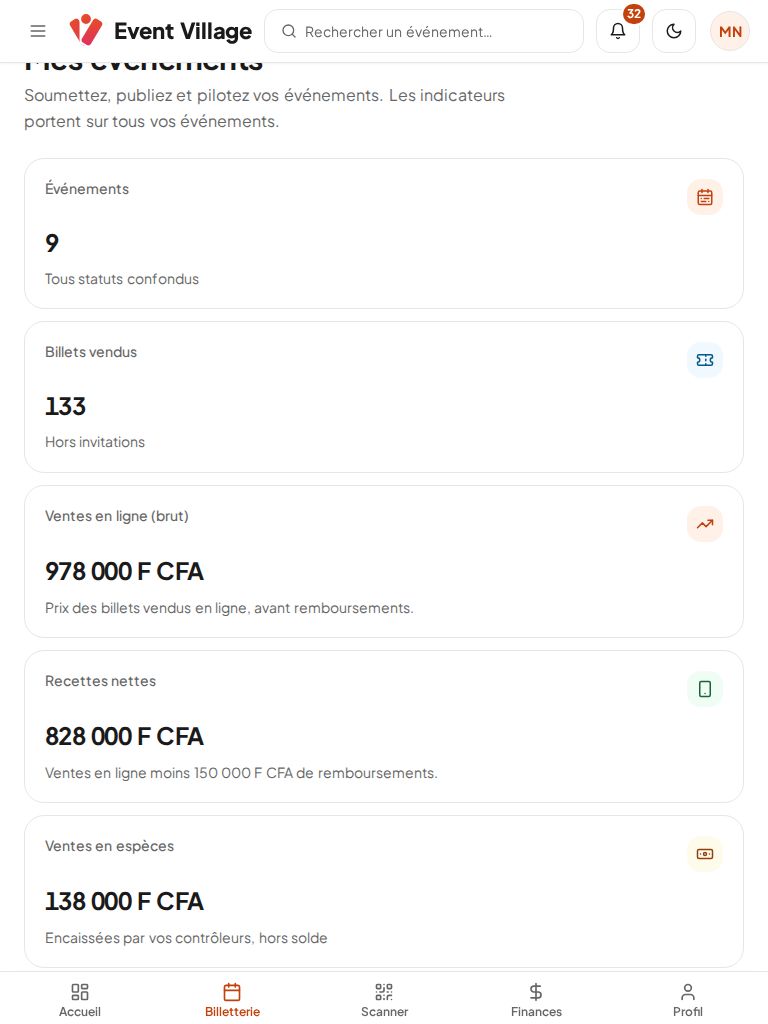 Event Village
Rechercher un événement...
32
MN
Mes événements
Soumettez, publiez et pilotez vos événements. Les indicateurs
portent sur tous vos événements.
Événements
9
Tous statuts confondus
Billets vendus
133
Hors invitations
Ventes en ligne (brut)
978 000 F CFA
Prix des billets vendus en ligne, avant remboursements.
Recettes nettes
828 000 F CFA
Ventes en ligne moins 150 000 F CFA de remboursements.
Ventes en espèces
138 000 F CFA
Encaissées par vos contrôleurs, hors solde
Accueil
Billetterie
Scanner
Finances
Profil